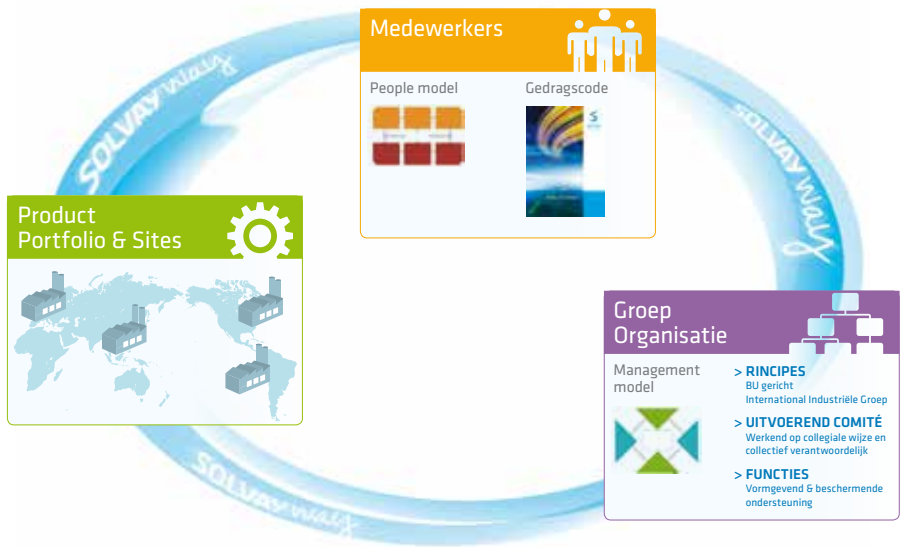 Medewerkers
People model
Gedragscode
SOLVAY way
SOLVAY way
Product
Portfolio & Sites
Groep
Organisatie
Management
model
> RINCIPES
BU gericht
International Industriële Groep
> UITVOEREND COMITÉ
Werkend op collegiale wijze en
collectief verantwoordelijk
> FUNCTIES
Vormgevend & beschermende
ondersteuning
SOLVAY way